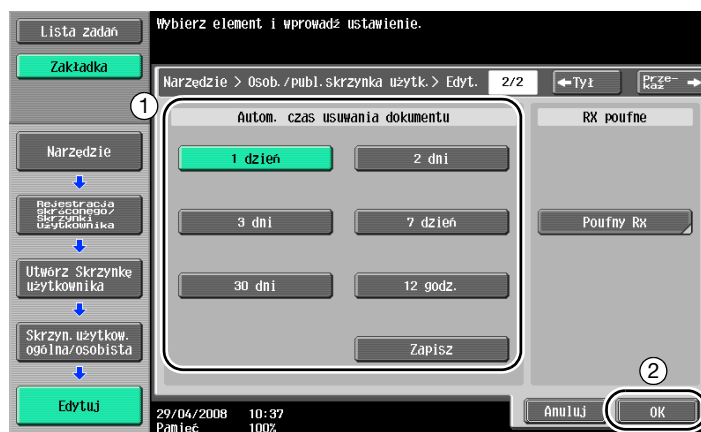 Lista zadań
Zakładka
Narzędzie
Rejestracja
skróconego/
Skrzynki
użytkownika
Utwórz Skrzynkę
użytkownika
Skrzyn.użytkow.
ogólna/osobista
Edytuj
Wybierz element i wprowadź ustawienie.
Narzędzie > Osob./publ.skrzynka użytk.> Edyt.
2/2
←Tył
Prze-
każ →
1
Autom. czas usuwania dokumentu
1 dzień
2 dni
3 dni
7 dzień
30 dni
12 godz.
Zapisz
RX poufne
Poufny Rx
2
Anuluj
OK
29/04/2008 10:37
Pamięć 100%